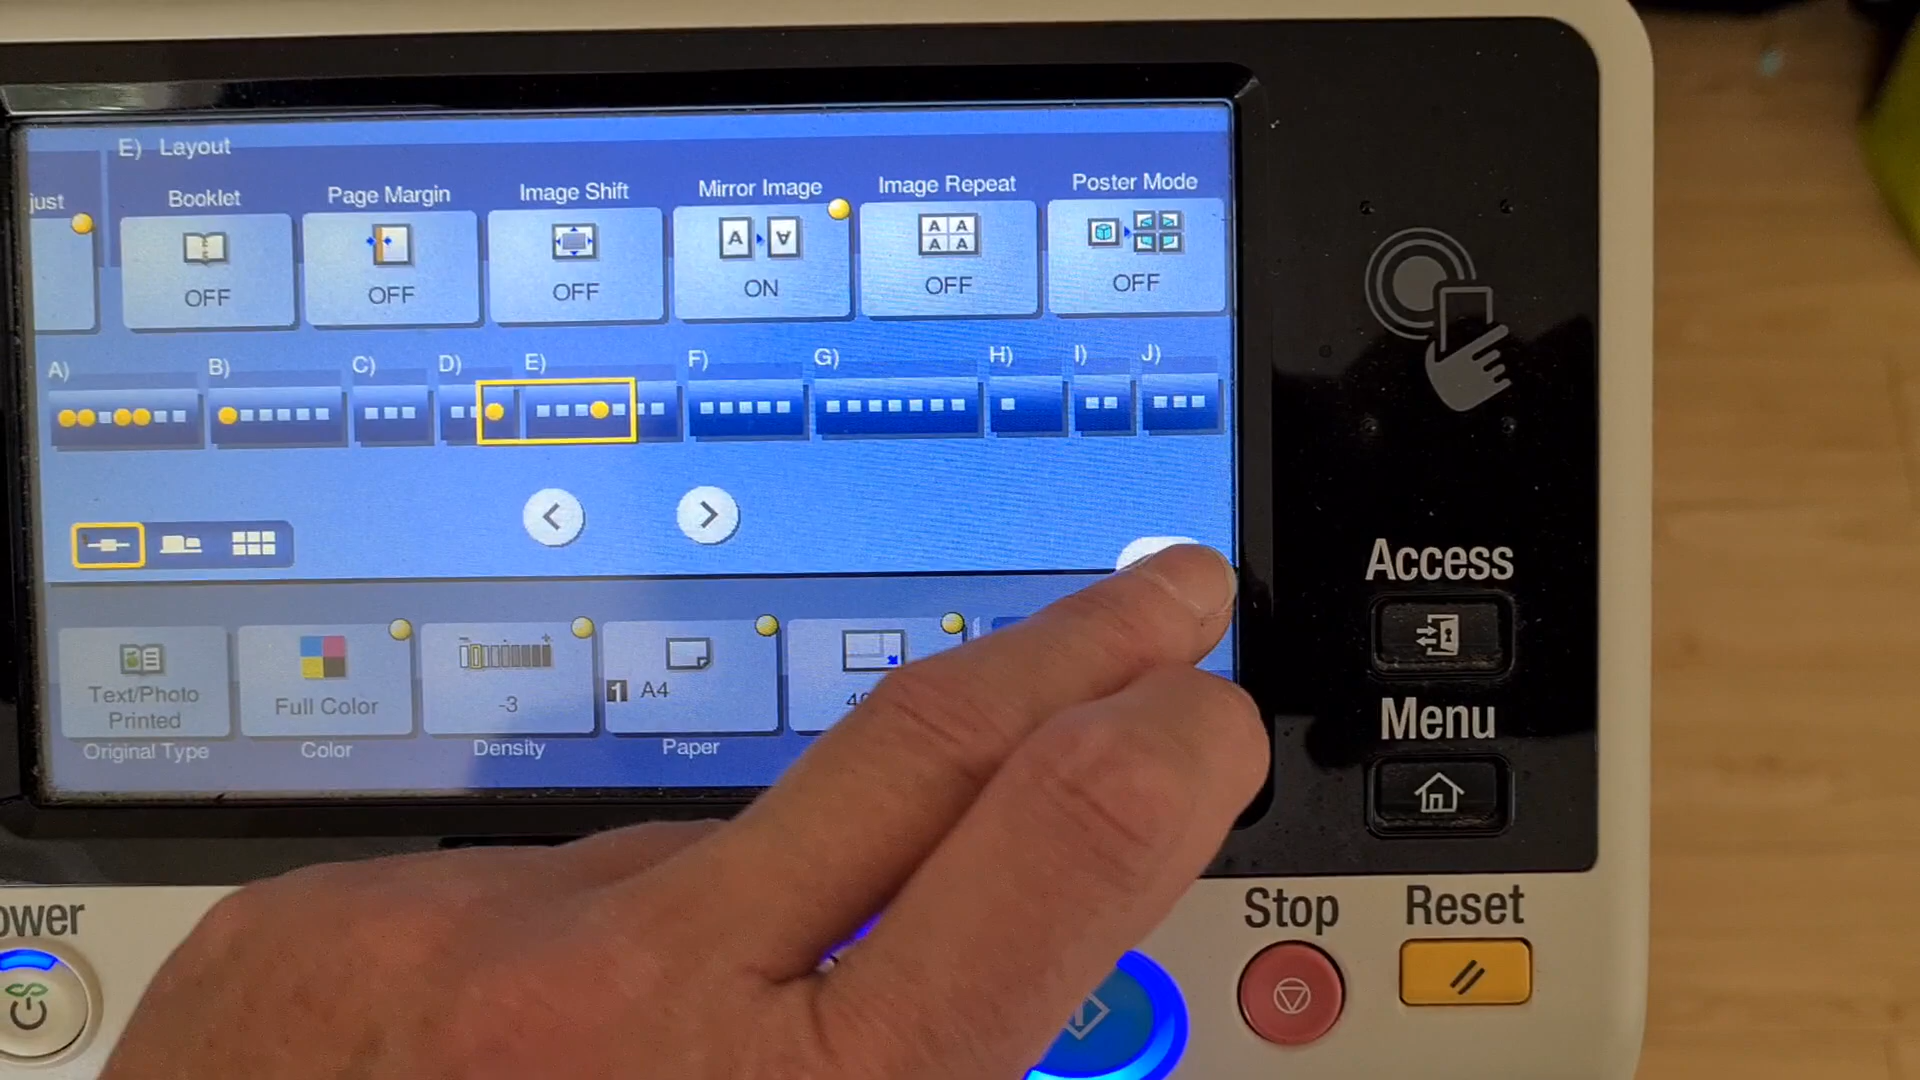 E) Layout
just Booklet Page Margin Image Shift Mirror Image Image Repeat Poster Mode
A A
A A
A A
OFF OFF OFF ON OFF OFF
A) B) C) D) E) F) G) H) I) J)
Text/Photo
Printed
Full Color
-3
1 A4
Original Type Color Density Paper
Access
Menu
ower
Stop Reset